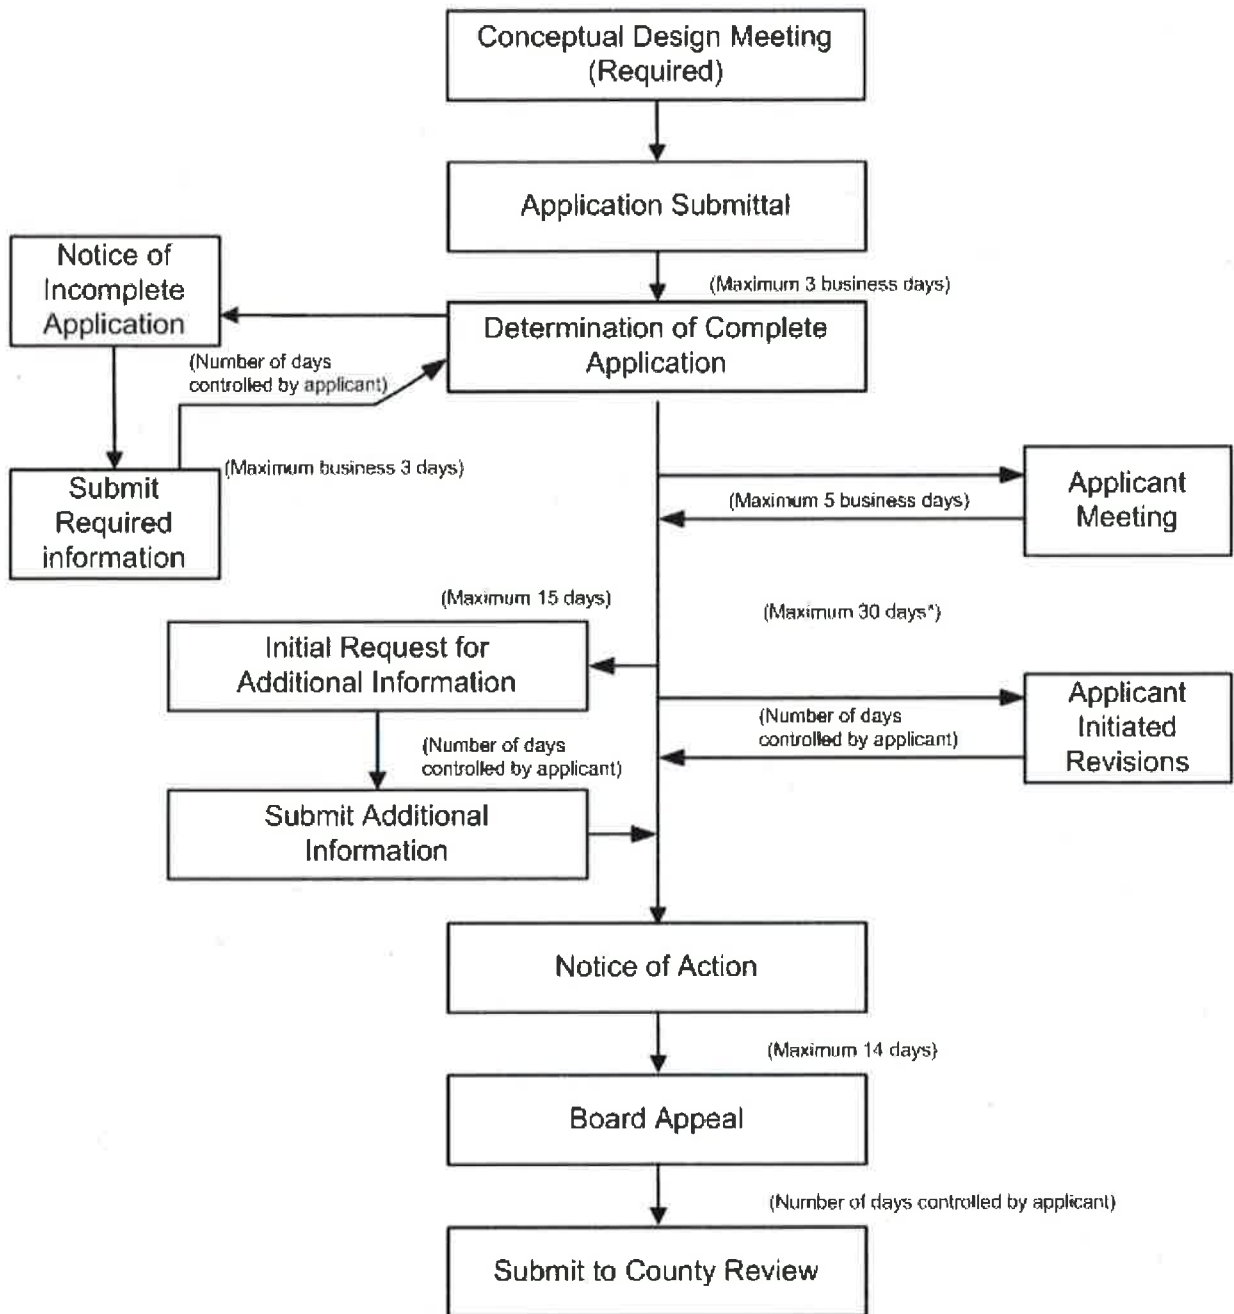 Conceptual Design Meeting
(Required)
Application Submittal
(Maximum 3 business days)
Notice of
Incomplete
Application
Determination of Complete
Application
(Number of days
controlled by applicant)
(Maximum business 3 days)
Submit
Required
information
Applicant
Meeting
(Maximum 5 business days)
(Maximum 15 days)
(Maximum 30 days*)
Initial Request for
Additional Information
Applicant
Initiated
Revisions
(Number of days
controlled by applicant)
(Number of days
controlled by applicant)
Submit Additional
Information
Notice of Action
(Maximum 14 days)
Board Appeal
(Number of days controlled by applicant)
Submit to County Review